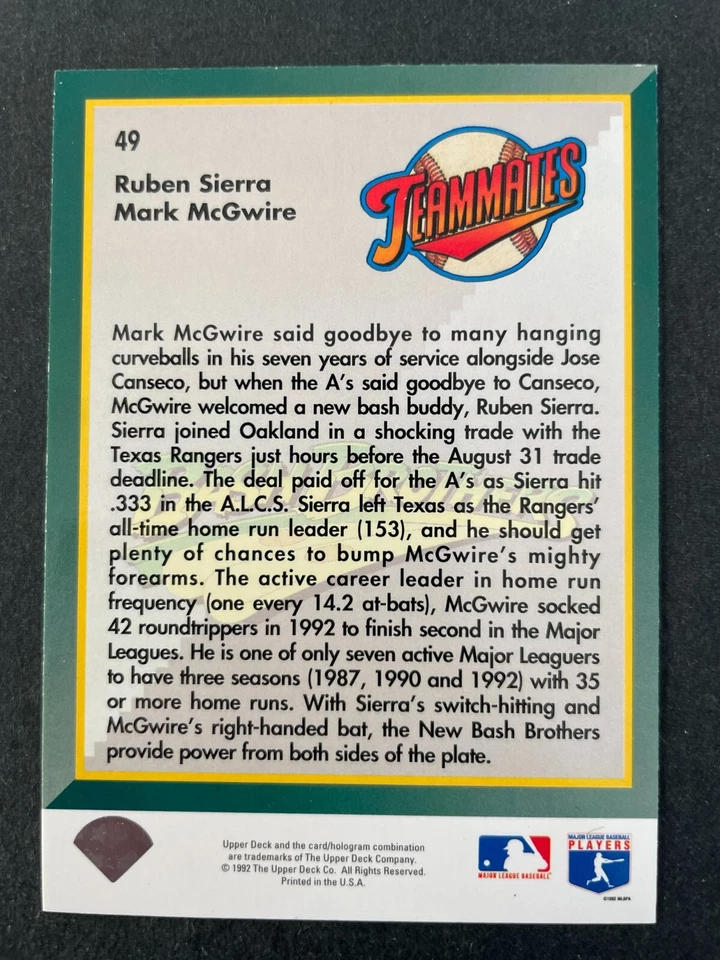 49
Ruben Sierra
Mark McGwire
TEAMMATES
Mark McGwire said goodbye to many hanging
curveballs in his seven years of service alongside Jose
Canseco, but when the A's said goodbye to Canseco,
McGwire welcomed a new bash buddy, Ruben Sierra.
Sierra joined Oakland in a shocking trade with the
Texas Rangers just hours before the August 31 trade
deadline. The deal paid off for the A's as Sierra hit
.333 in the A.L.C.S. Sierra left Texas as the Rangers'
all-time home run leader (153), and he should get
plenty of chances to bump McGwire's mighty
forearms. The active career leader in home run
frequency (one every 14.2 at-bats), McGwire socked
42 roundtrippers in 1992 to finish second in the Major
Leagues. He is one of only seven active Major Leaguers
to have three seasons (1987, 1990 and 1992) with 35
or more home runs. With Sierra's switch-hitting and
McGwire's right-handed bat, the New Bash Brothers
provide power from both sides of the plate.
Bash Brothers
Upper Deck and the card/hologram combination
are trademarks of The Upper Deck Company.
© 1992 The Upper Deck Co. All Rights Reserved.
Printed in the U.S.A.
MAJOR LEAGUE BASEBALL
MAJOR LEAGUE BASEBALL
PLAYERS
©1992 MLBPA